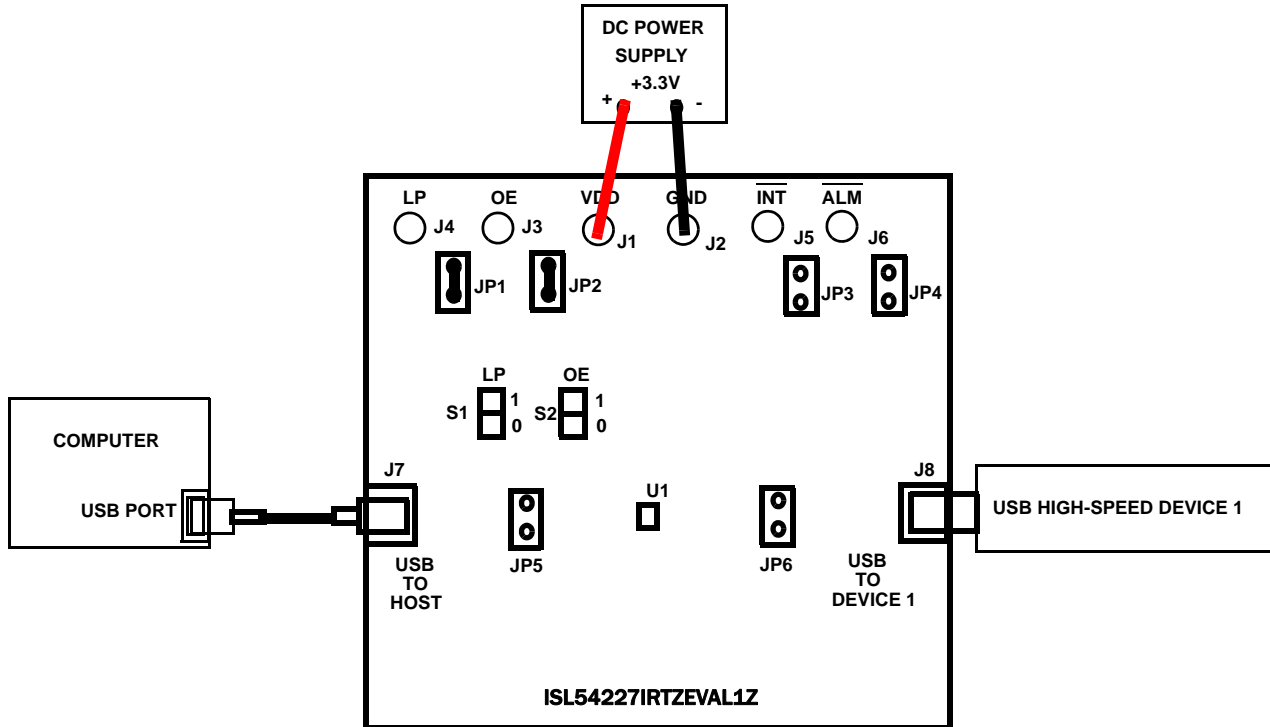 DC POWER
SUPPLY
+3.3V
+ -
LP OE VDD GND INT ALM
J4 J3 J1 J2 J5 J6
JP1 JP2 JP3 JP4
LP OE
S1 1 S2 1
0 0
COMPUTER
USB PORT
J7
U1
J8
USB HIGH-SPEED DEVICE 1
JP5
JP6
USB
TO
HOST
USB
TO
DEVICE 1
ISL54227IRTZEVAL1Z